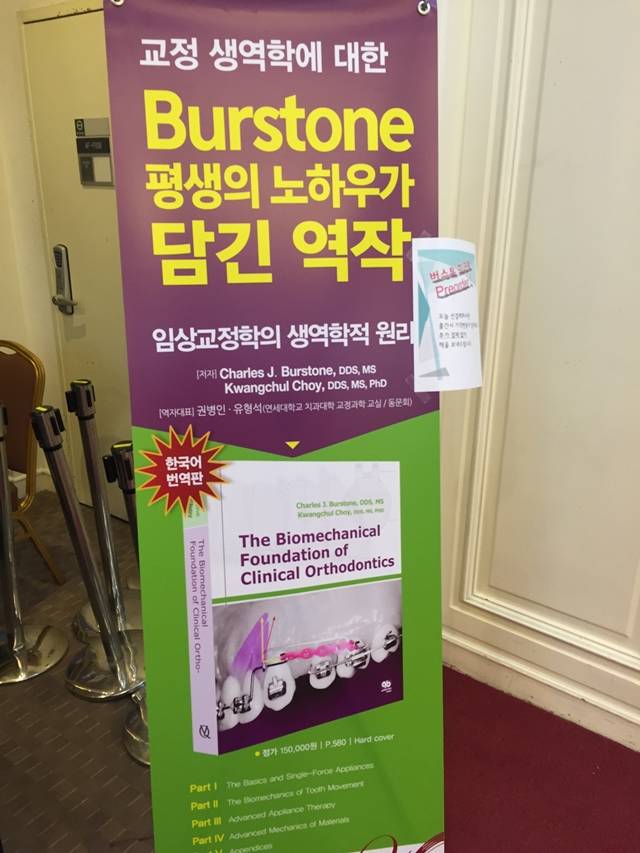 교정 생역학에 대한
Burstone
평생의 노하우가
담긴 역작
임상교정학의 생역학적 원리
[저자] Charles J. Burstone, DDS, MS
Kwangchul Choy, DDS, MS, PhD
[역자대표] 권병인 · 유형석(연세대학교 치과대학 교정과학 교실 / 동문회)
Preorder
한국어
번역판
Charles J. Burstone, DDS, MS
Kwangchul Choy, DDS, MS, PhD
The Biomechanical
Foundation of
Clinical Orthodontics
The Biomechanical
Foundation of Clinical Ortho-
정가 150,000원 | P.580 | Hard cover
Part I The Basics and Single-Force Appliances
Part II The Biomechanics of Tooth Movement
Part III Advanced Appliance Therapy
Part IV Advanced Mechanics of Materials
Appendices